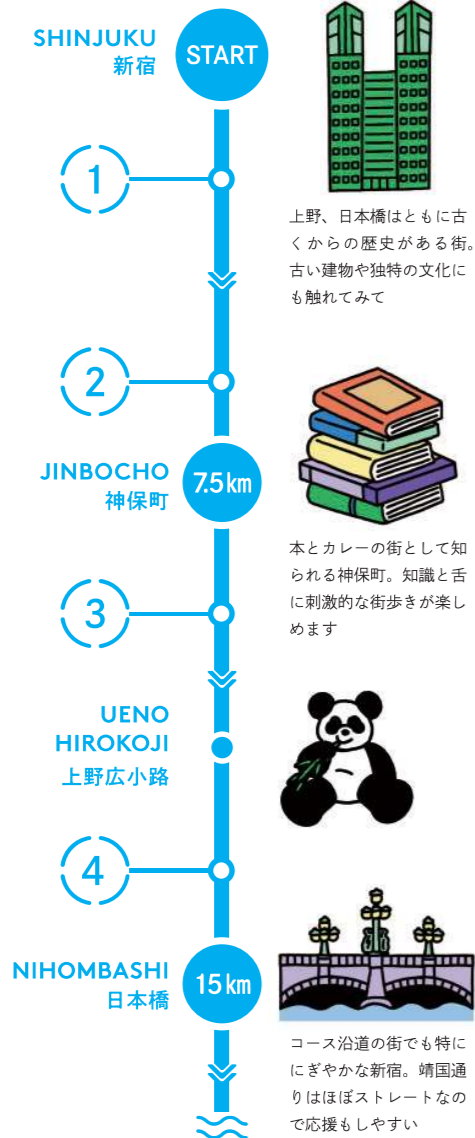 SHINJUKU
新宿
START
上野、日本橋はともに古
くからの歴史がある街。
古い建物や独特の文化に
も触れてみて
1
2
JINBOCHO
神保町
7.5km
本とカレーの街として知
られる神保町。知識と舌
に刺激的な街歩きが楽し
めます
3
UENO
HIROKOJI
上野広小路
4
NIHOMBASHI
日本橋
15km
コース沿道の街でも特に
にぎやかな新宿。靖国通
りはほぼストレートなの
で応援もしやすい